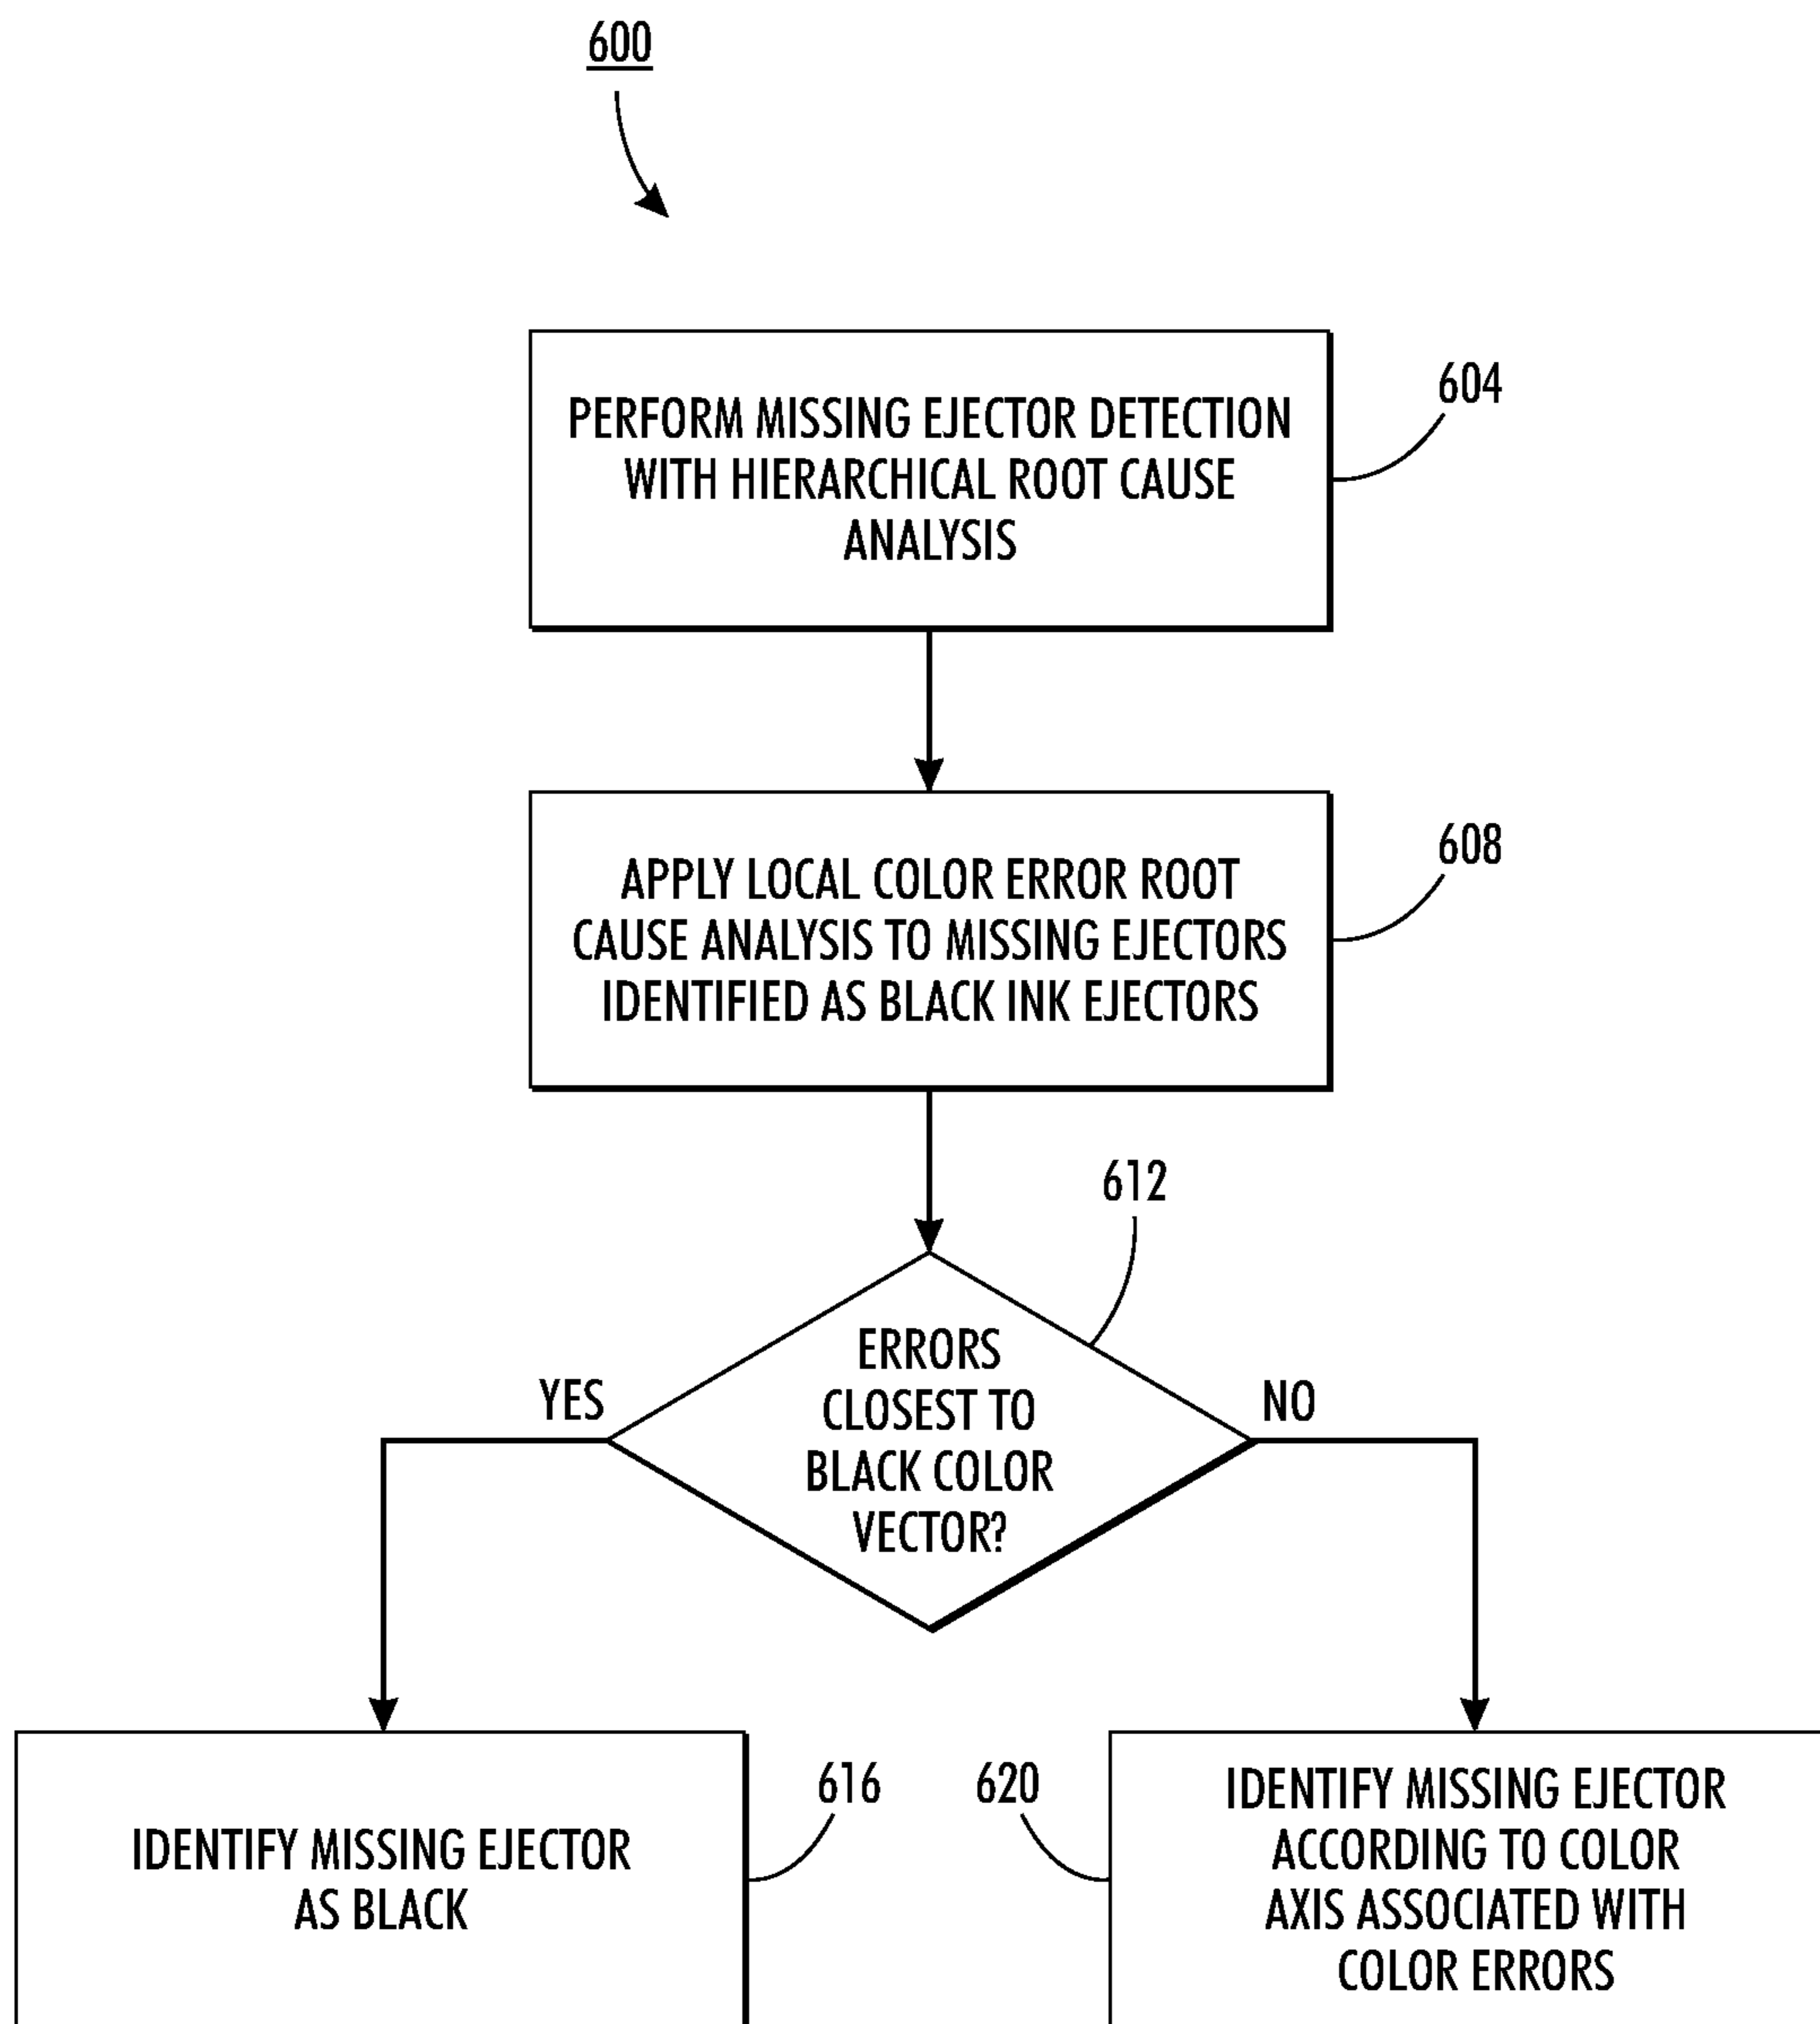 600
PERFORM MISSING EJECTOR DETECTION
WITH HIERARCHICAL ROOT CAUSE
ANALYSIS
604
APPLY LOCAL COLOR ERROR ROOT
CAUSE ANALYSIS TO MISSING EJECTORS
IDENTIFIED AS BLACK INK EJECTORS
608
612
ERRORS
CLOSEST TO
BLACK COLOR
VECTOR?
YES
NO
IDENTIFY MISSING EJECTOR
AS BLACK
616
620
IDENTIFY MISSING EJECTOR
ACCORDING TO COLOR
AXIS ASSOCIATED WITH
COLOR ERRORS